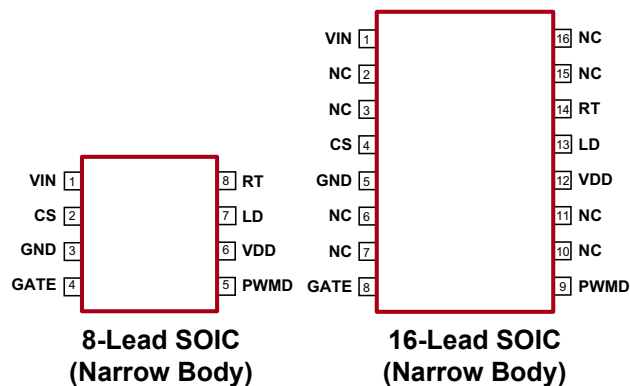 VIN 1
8 RT
CS 2
7 LD
GND 3
6 VDD
GATE 4
5 PWMD
8-Lead SOIC
(Narrow Body)
VIN 1
16 NC
NC 2
15 NC
NC 3
14 RT
CS 4
13 LD
GND 5
12 VDD
NC 6
11 NC
NC 7
10 NC
GATE 8
9 PWMD
16-Lead SOIC
(Narrow Body)